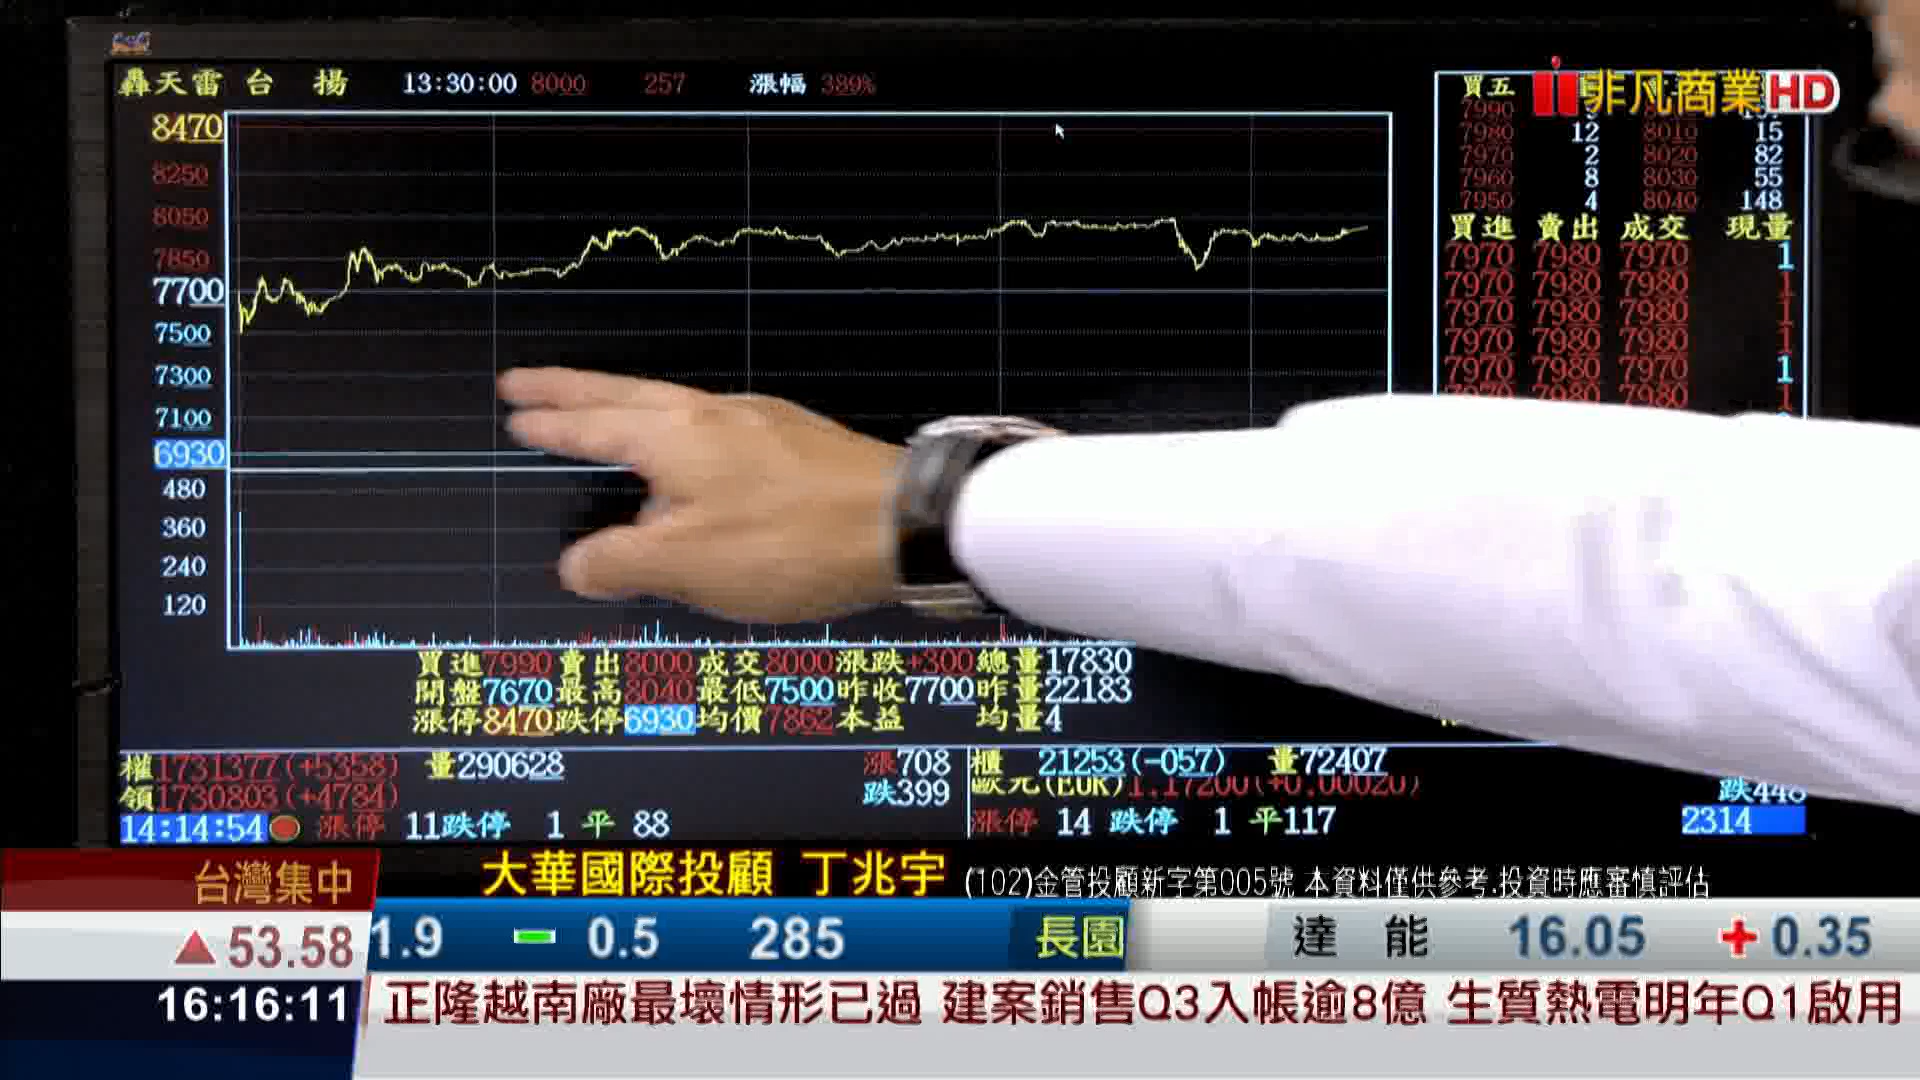 轟天雷 台 揚 13:30:00 8000 257 漲幅 389%
非凡商業HD
8470
8250
8050
7850
7700
7500
7300
7100
6930
480
360
240
120
買五
7990
7980 12 8010 15
7970 2 8020 82
7960 8 8030 55
7950 4 8040 148
買進 賣出 成交 現量
7970 7980 7970 1
7970 7980 7980 1
7970 7980 7980 1
7970 7980 7980 1
7970 7980 7970 1
買進7990賣出8000成交8000漲跌+300總量17830
開盤7670最高8040最低7500昨收7700昨量22183
漲停8470跌停6930均價7862本益 均量4
權1731377(+5358) 量290628 漲708
領1730803(+4784) 跌399
14:14:54 漲停 11跌停 1 平 88
櫃 21253(-057) 量72407
歐元(EUR)1.17200(+0.00020) 跌448
漲停 14 跌停 1 平117 2314
台灣集中 大華國際投顧 丁兆宇 (102)金管投顧新字第005號 本資料僅供參考.投資時應審慎評估
▲53.58 1.9 0.5 285 長園 達 能 16.05 + 0.35
16:16:11 正隆越南廠最壞情形已過 建案銷售Q3入帳逾8億 生質熱電明年Q1啟用